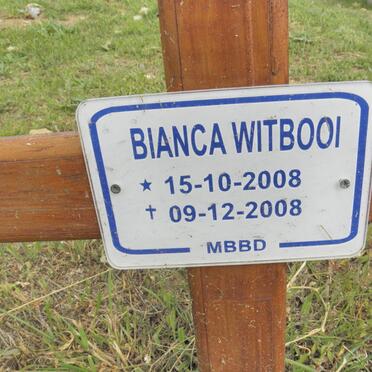 BIANCA WITBOOI
★ 15-10-2008
✝ 09-12-2008
MBBD